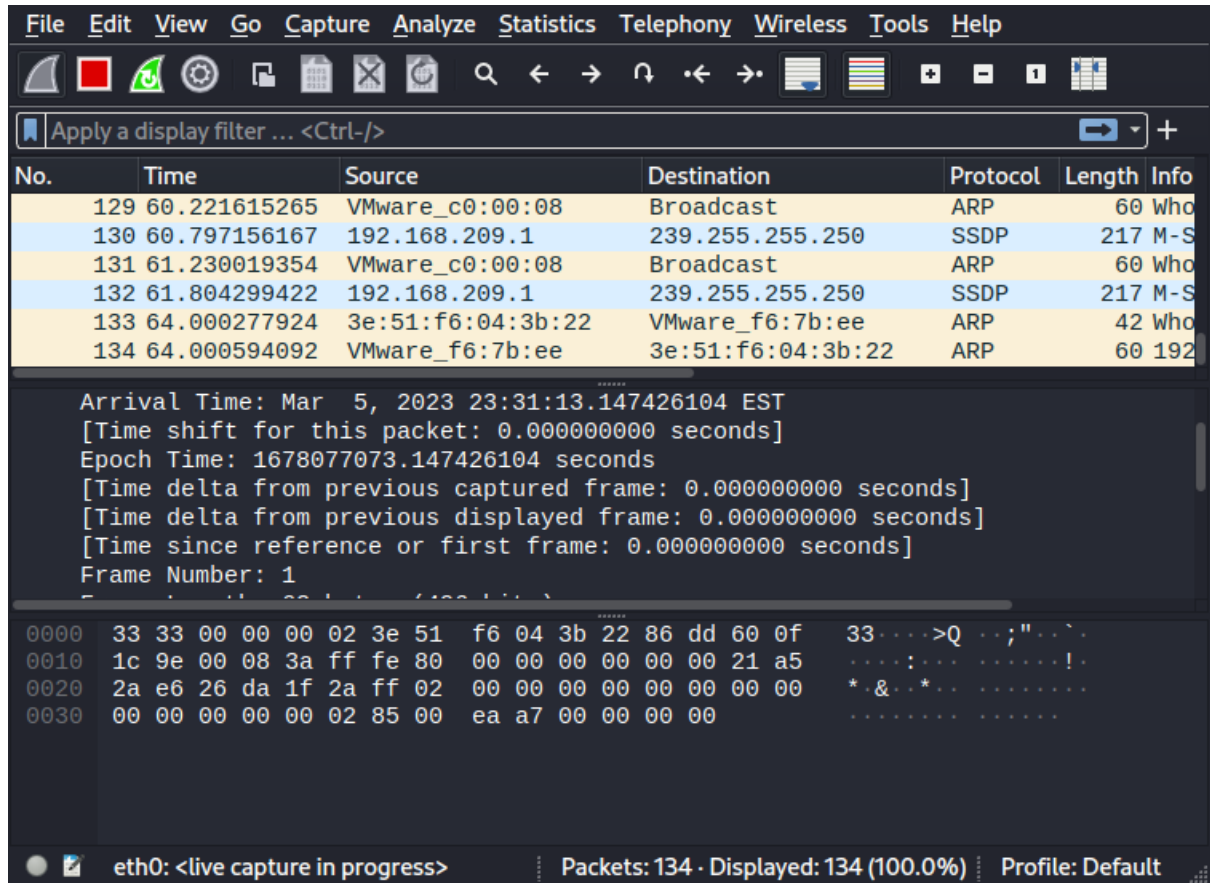 File Edit View Go Capture Analyze Statistics Telephony Wireless Tools Help
Apply a display filter … <Ctrl-/>
No. Time Source Destination Protocol Length Info
129 60.221615265 VMware_c0:00:08 Broadcast ARP 60 Who
130 60.797156167 192.168.209.1 239.255.255.250 SSDP 217 M-S
131 61.230019354 VMware_c0:00:08 Broadcast ARP 60 Who
132 61.804299422 192.168.209.1 239.255.255.250 SSDP 217 M-S
133 64.000277924 3e:51:f6:04:3b:22 VMware_f6:7b:ee ARP 42 Who
134 64.000594092 VMware_f6:7b:ee 3e:51:f6:04:3b:22 ARP 60 192
Arrival Time: Mar  5, 2023 23:31:13.147426104 EST
[Time shift for this packet: 0.000000000 seconds]
Epoch Time: 1678077073.147426104 seconds
[Time delta from previous captured frame: 0.000000000 seconds]
[Time delta from previous displayed frame: 0.000000000 seconds]
[Time since reference or first frame: 0.000000000 seconds]
Frame Number: 1
0000 33 33 00 00 00 02 3e 51 f6 04 3b 22 86 dd 60 0f 33····>Q ··;"··`·
0010 1c 9e 00 08 3a ff fe 80 00 00 00 00 00 00 21 a5 ····:··· ······!·
0020 2a e6 26 da 1f 2a ff 02 00 00 00 00 00 00 00 00 *·&··*·· ········
0030 00 00 00 00 00 02 85 00 ea a7 00 00 00 00 ········ ······
eth0: <live capture in progress> Packets: 134 · Displayed: 134 (100.0%) Profile: Default